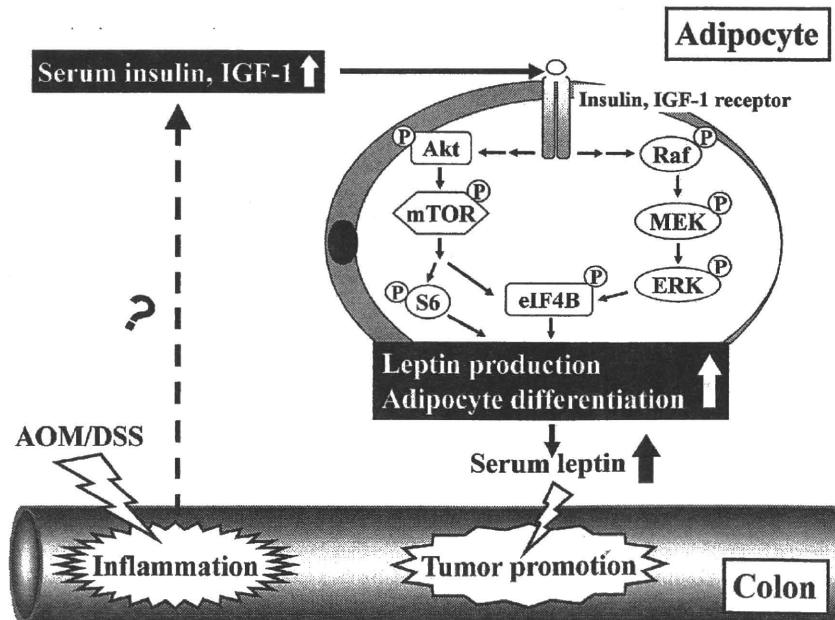 Adipocyte
Serum insulin, IGF-1
Insulin, IGF-1 receptor
P
Akt
Raf
P
mTOR
P
MEK
P
P
S6
eIF4B
P
ERK
P
?
Leptin production
Adipocyte differentiation
AOM/DSS
Serum leptin
Inflammation
Tumor promotion
Colon